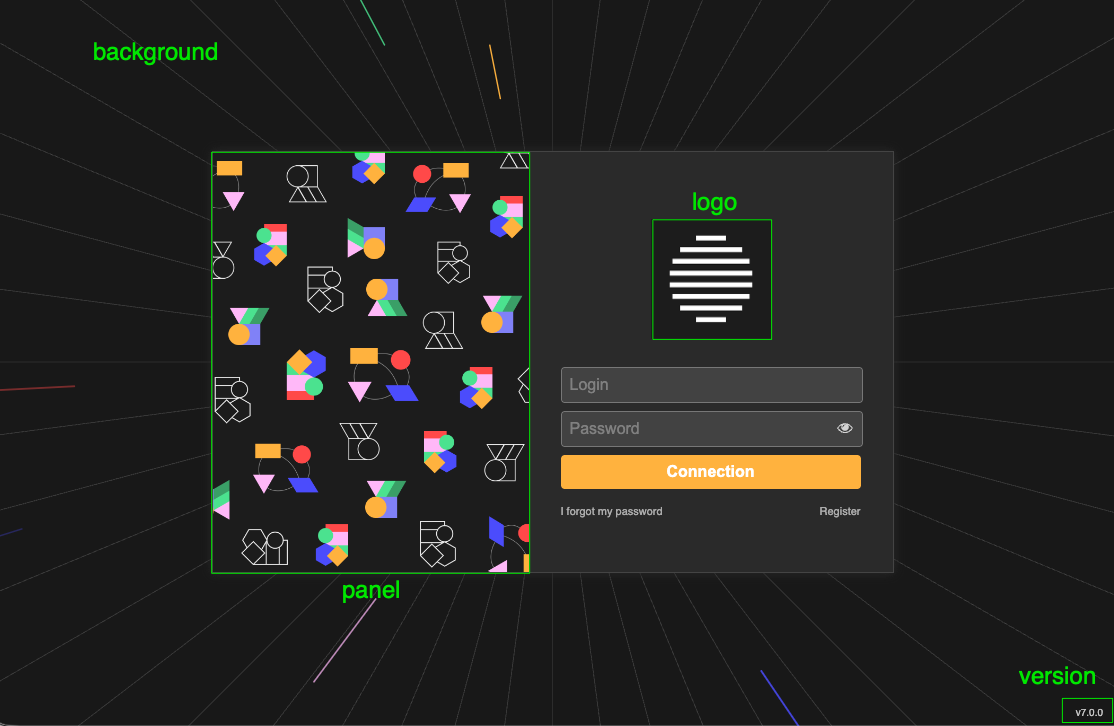 background
logo
Login
Password
Connection
I forgot my password
Register
panel
version
v7.0.0